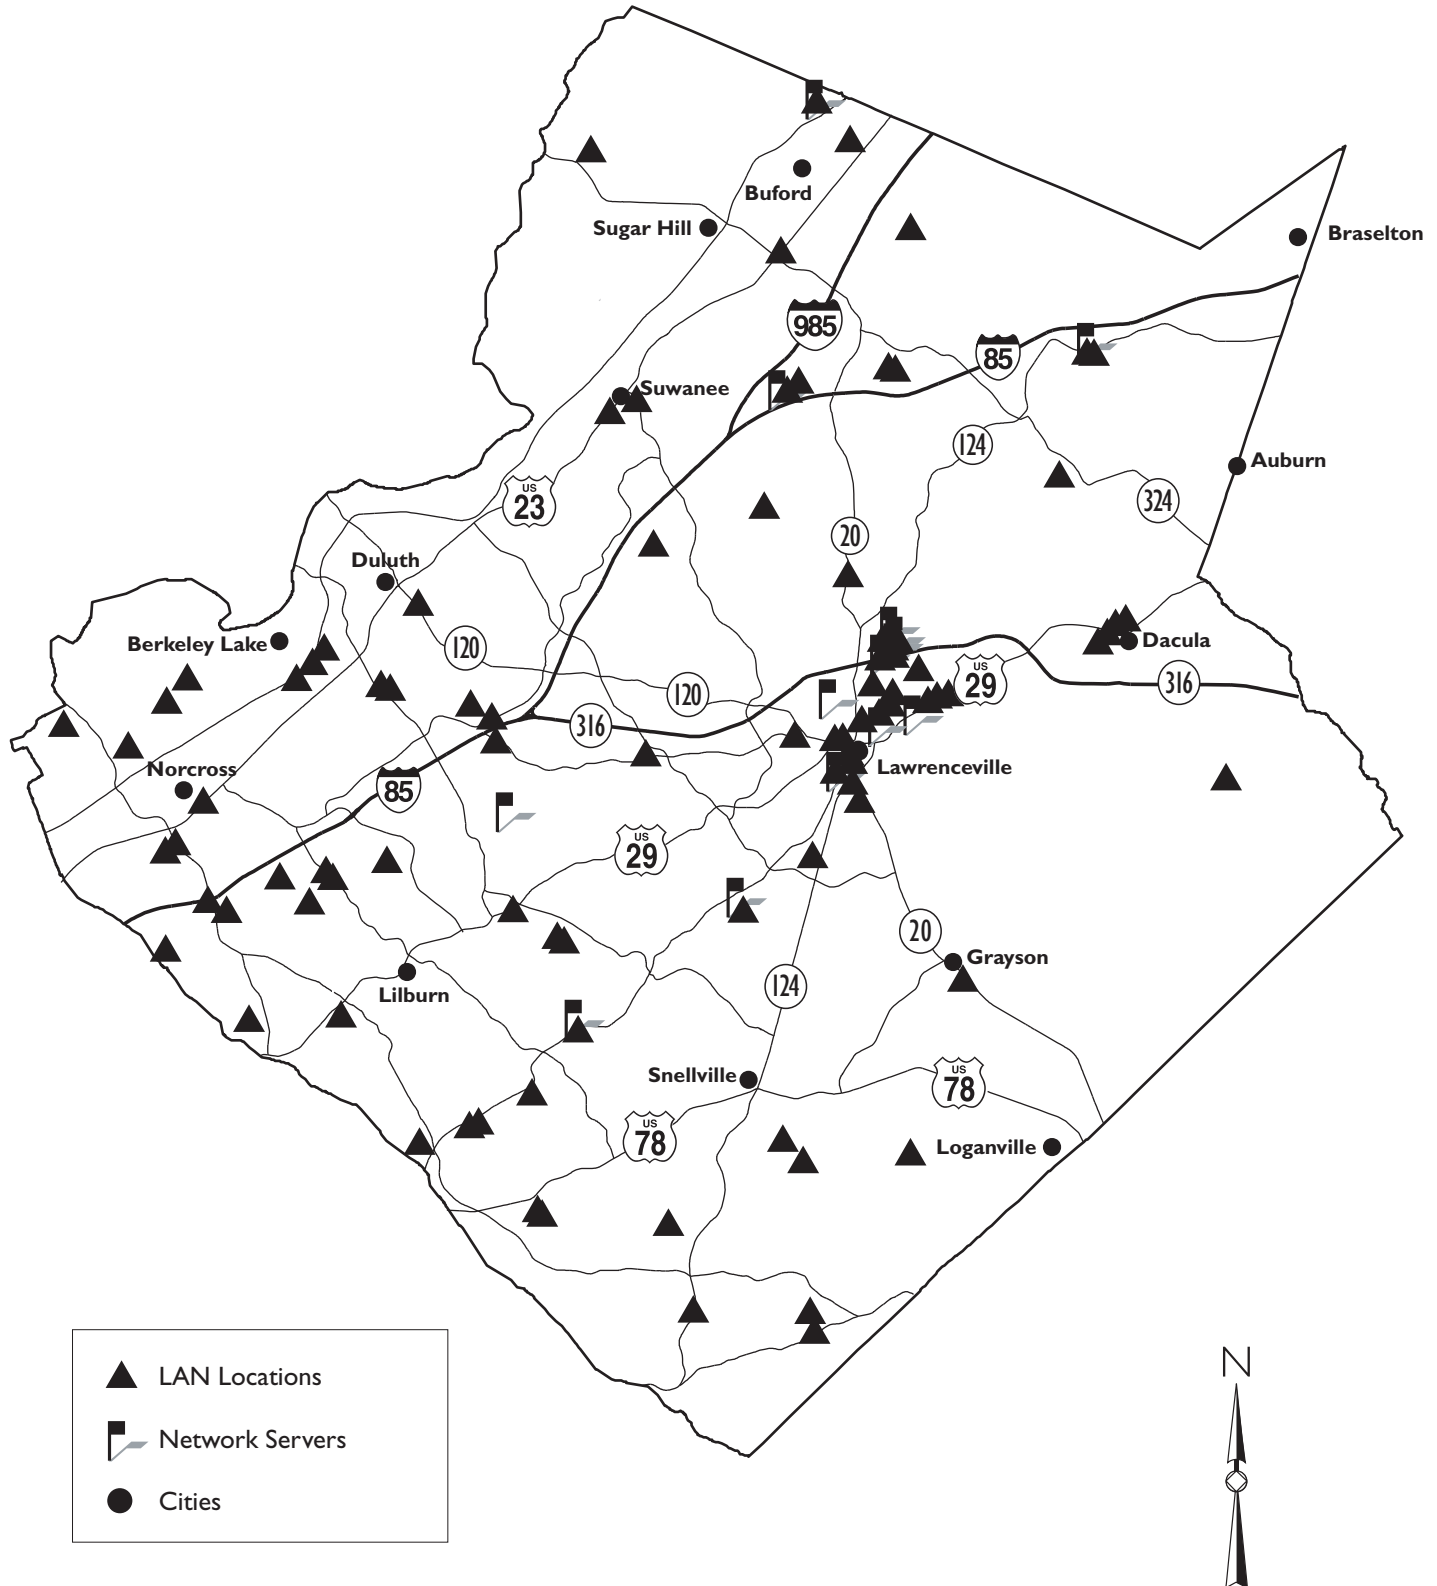 Buford
Sugar Hill
Braselton
985
85
Suwanee
124
Auburn
324
US
23
20
Duluth
Berkeley Lake
120
Dacula
US
29
316
120
316
Lawrenceville
Norcross
85
US
29
20
Grayson
124
Lilburn
Snellville
US
78
US
78
Loganville
LAN Locations
Network Servers
Cities
N